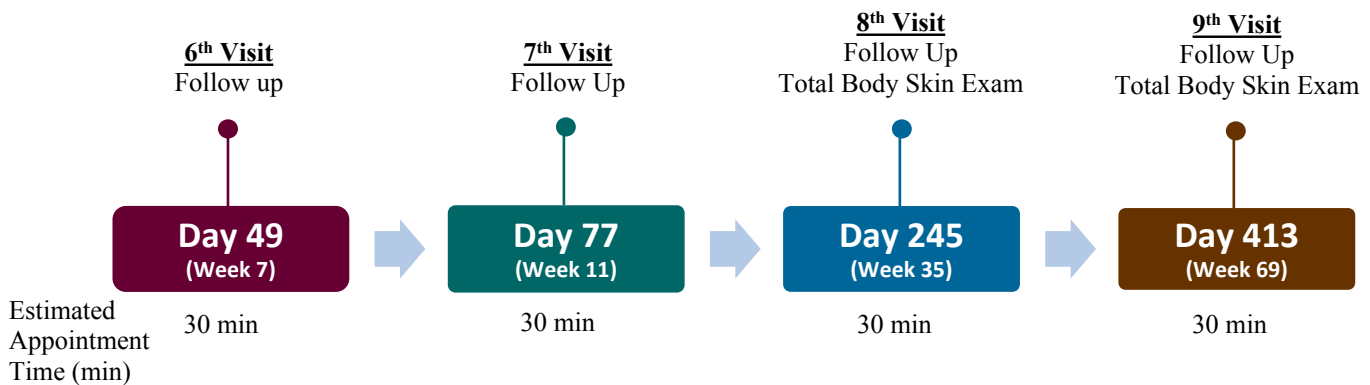 6th Visit
Follow up
7th Visit
Follow Up
8th Visit
Follow Up
Total Body Skin Exam
9th Visit
Follow Up
Total Body Skin Exam
Day 49
(Week 7)
Day 77
(Week 11)
Day 245
(Week 35)
Day 413
(Week 69)
Estimated
Appointment
Time (min)
30 min
30 min
30 min
30 min